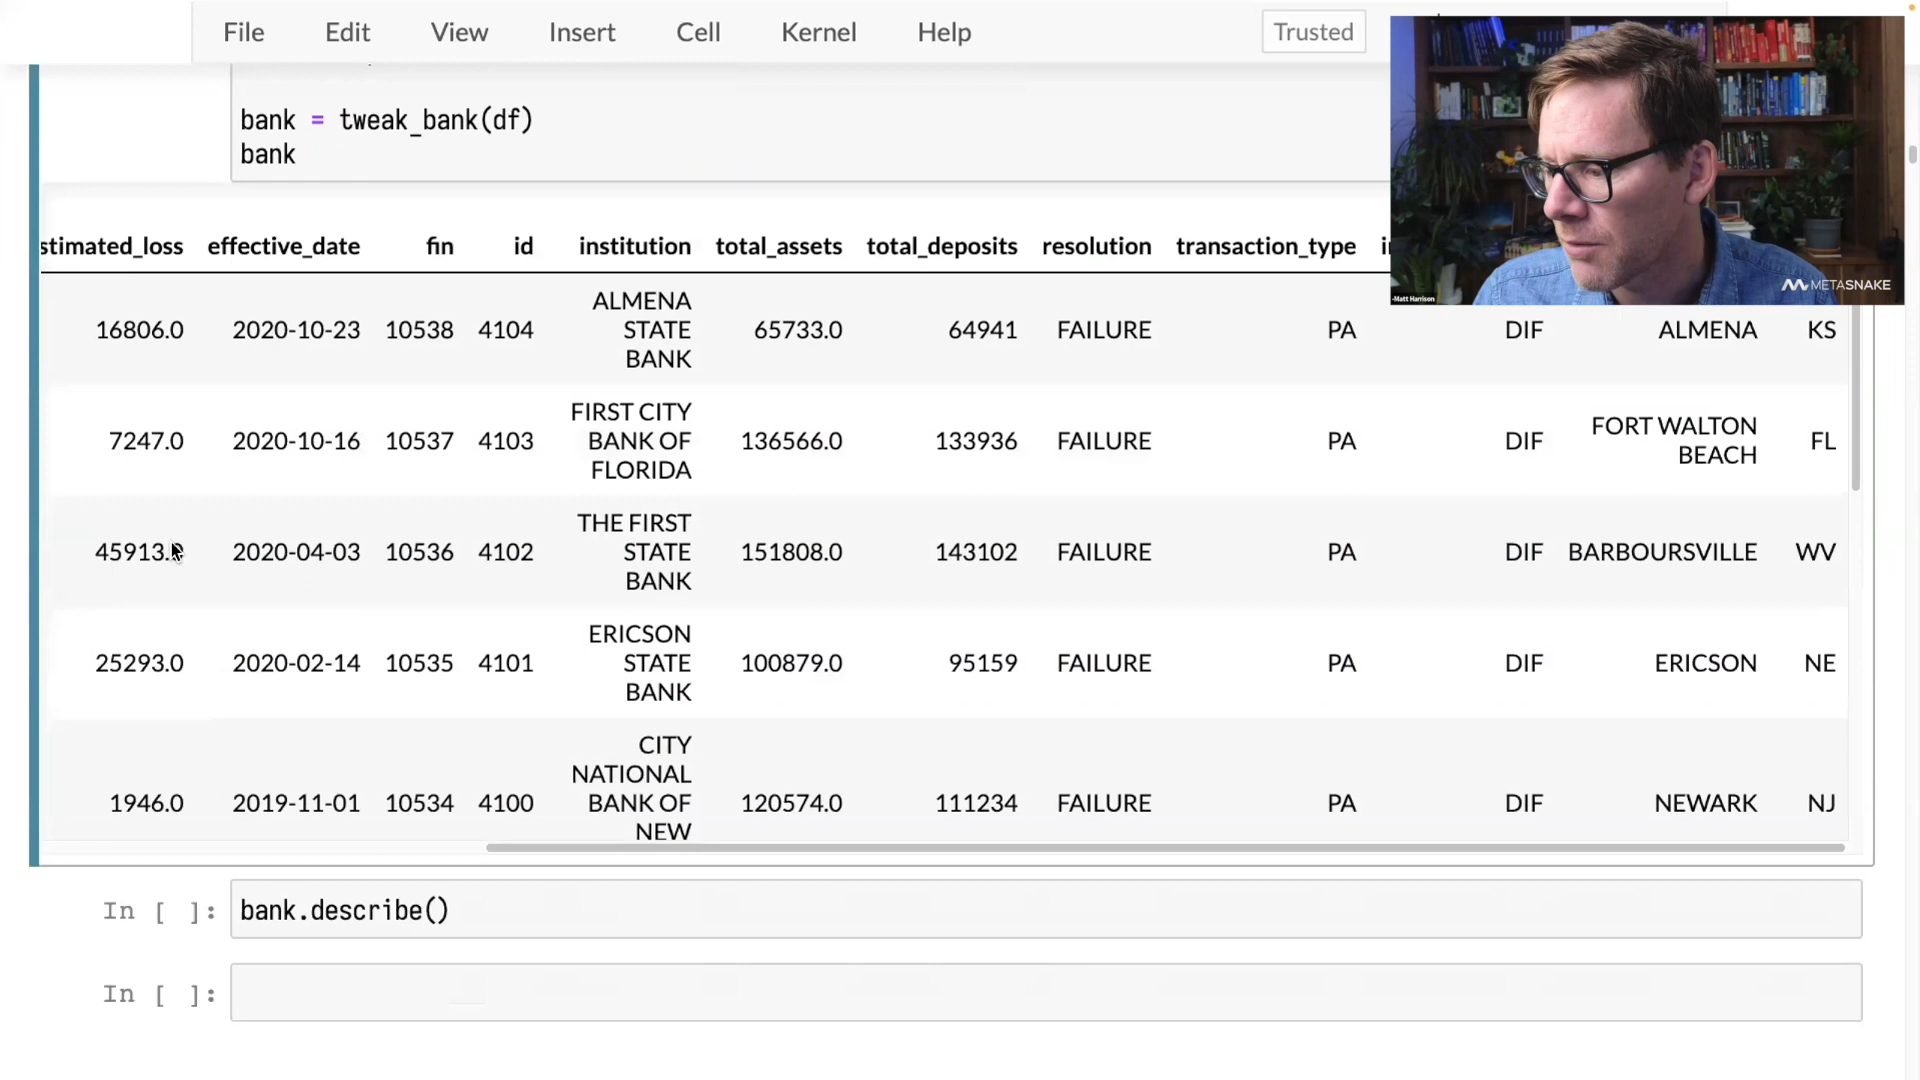 File Edit View Insert Cell Kernel Help Trusted
bank = tweak_bank(df)
bank
stimated_loss effective_date fin id institution total_assets total_deposits resolution transaction_type
16806.0 2020-10-23 10538 4104 ALMENA STATE BANK 65733.0 64941 FAILURE PA DIF ALMENA KS
7247.0 2020-10-16 10537 4103 FIRST CITY BANK OF FLORIDA 136566.0 133936 FAILURE PA DIF FORT WALTON BEACH FL
45913.0 2020-04-03 10536 4102 THE FIRST STATE BANK 151808.0 143102 FAILURE PA DIF BARBOURSVILLE WV
25293.0 2020-02-14 10535 4101 ERICSON STATE BANK 100879.0 95159 FAILURE PA DIF ERICSON NE
1946.0 2019-11-01 10534 4100 CITY NATIONAL BANK OF NEW 120574.0 111234 FAILURE PA DIF NEWARK NJ
In [ ]: bank.describe()
In [ ]:
Matt Harrison
METASNAKE